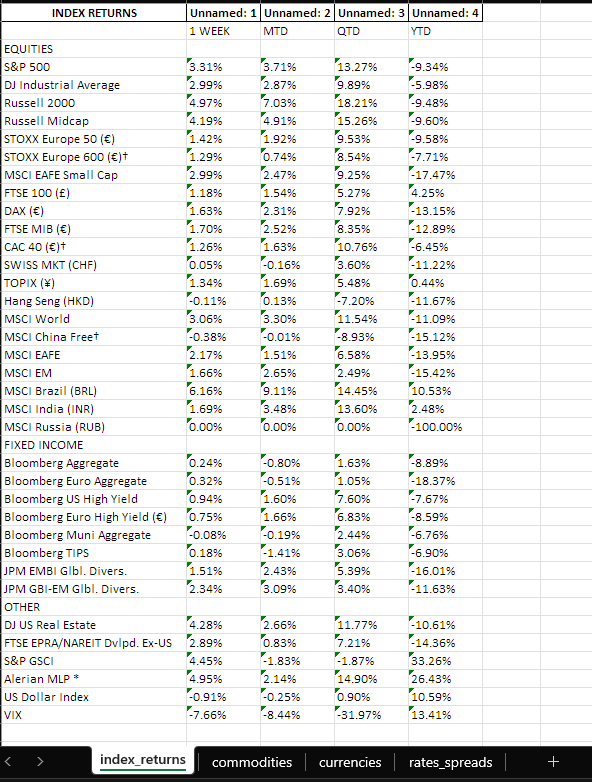 INDEX RETURNS Unnamed: 1 Unnamed: 2 Unnamed: 3 Unnamed: 4
1 WEEK MTD QTD YTD
EQUITIES
S&P 500 3.31% 3.71% 13.27% -9.34%
DJ Industrial Average 2.99% 2.87% 9.89% -5.98%
Russell 2000 4.97% 7.03% 18.21% -9.48%
Russell Midcap 4.19% 4.91% 15.26% -9.60%
STOXX Europe 50 (€) 1.42% 1.92% 9.53% -9.58%
STOXX Europe 600 (€)† 1.29% 0.74% 8.54% -7.71%
MSCI EAFE Small Cap 2.99% 2.47% 9.25% -17.47%
FTSE 100 (£) 1.18% 1.54% 5.27% 4.25%
DAX (€) 1.63% 2.31% 7.92% -13.15%
FTSE MIB (€) 1.70% 2.52% 8.35% -12.89%
CAC 40 (€)† 1.26% 1.63% 10.76% -6.45%
SWISS MKT (CHF) 0.05% -0.16% 3.60% -11.22%
TOPIX (¥) 1.34% 1.69% 5.48% 0.44%
Hang Seng (HKD) -0.11% 0.13% -7.20% -11.67%
MSCI World 3.06% 3.30% 11.54% -11.09%
MSCI China Free† -0.38% -0.01% -8.93% -15.12%
MSCI EAFE 2.17% 1.51% 6.58% -13.95%
MSCI EM 1.66% 2.65% 2.49% -15.42%
MSCI Brazil (BRL) 6.16% 9.11% 14.45% 10.53%
MSCI India (INR) 1.69% 3.48% 13.60% 2.48%
MSCI Russia (RUB) 0.00% 0.00% 0.00% -100.00%
FIXED INCOME
Bloomberg Aggregate 0.24% -0.80% 1.63% -8.89%
Bloomberg Euro Aggregate 0.32% -0.51% 1.05% -18.37%
Bloomberg US High Yield 0.94% 1.60% 7.60% -7.67%
Bloomberg Euro High Yield (€) 0.75% 1.66% 6.83% -8.59%
Bloomberg Muni Aggregate -0.08% -0.19% 2.44% -6.76%
Bloomberg TIPS 0.18% -1.41% 3.06% -6.90%
JPM EMBI Glbl. Divers. 1.51% 2.43% 5.39% -16.01%
JPM GBI-EM Glbl. Divers. 2.34% 3.09% 3.40% -11.63%
OTHER
DJ US Real Estate 4.28% 2.66% 11.77% -10.61%
FTSE EPRA/NAREIT Dvlpd. Ex-US 2.89% 0.83% 7.21% -14.36%
S&P GSCI 4.45% -1.83% -1.87% 33.26%
Alerian MLP * 4.95% 2.14% 14.90% 26.43%
US Dollar Index -0.91% -0.25% 0.90% 10.59%
VIX -7.66% -8.44% -31.97% 13.41%
index_returns commodities currencies rates_spreads +